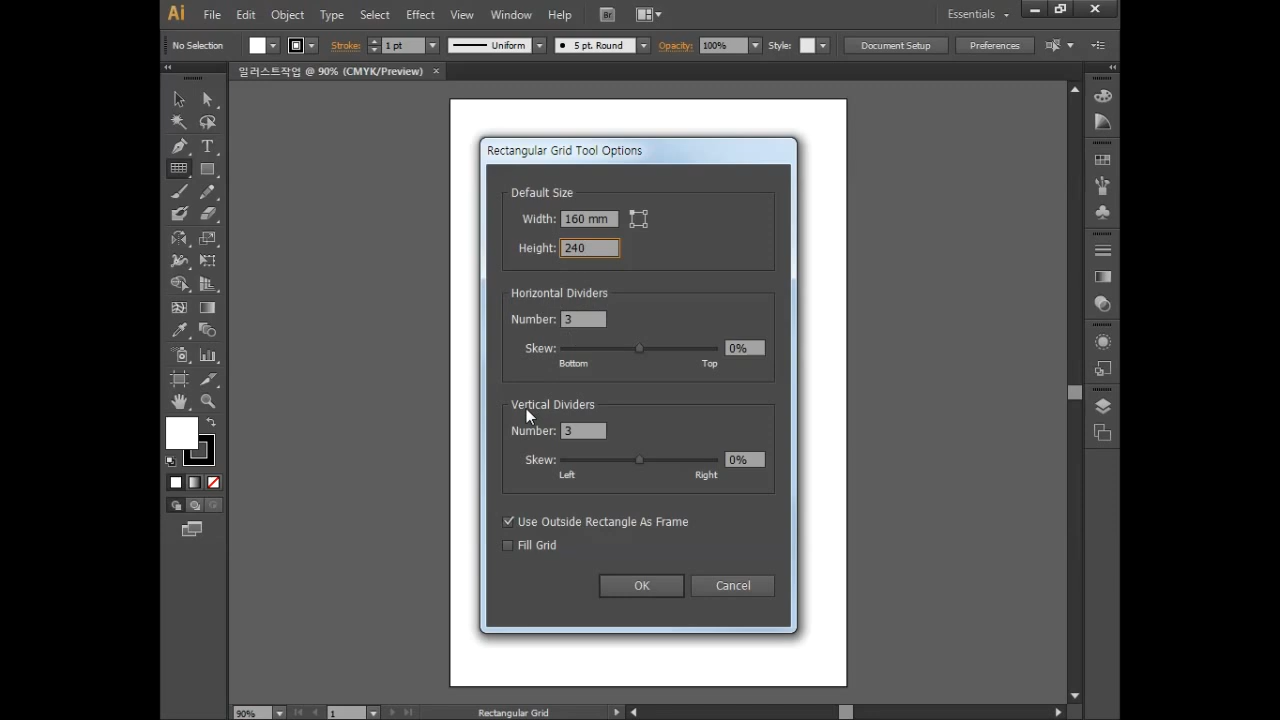 Ai File Edit Object Type Select Effect View Window Help Br Essentials
No Selection Stroke: 1 pt Uniform 5 pt. Round Opacity: 100% Style: Document Setup Preferences
일러스트작업 @ 90% (CMYK/Preview) ×
Rectangular Grid Tool Options
Default Size
Width: 160 mm
Height: 240
Horizontal Dividers
Number: 3
Skew: 0%
Bottom Top
Vertical Dividers
Number: 3
Skew: 0%
Left Right
Use Outside Rectangle As Frame
Fill Grid
OK Cancel
90% 1 Rectangular Grid